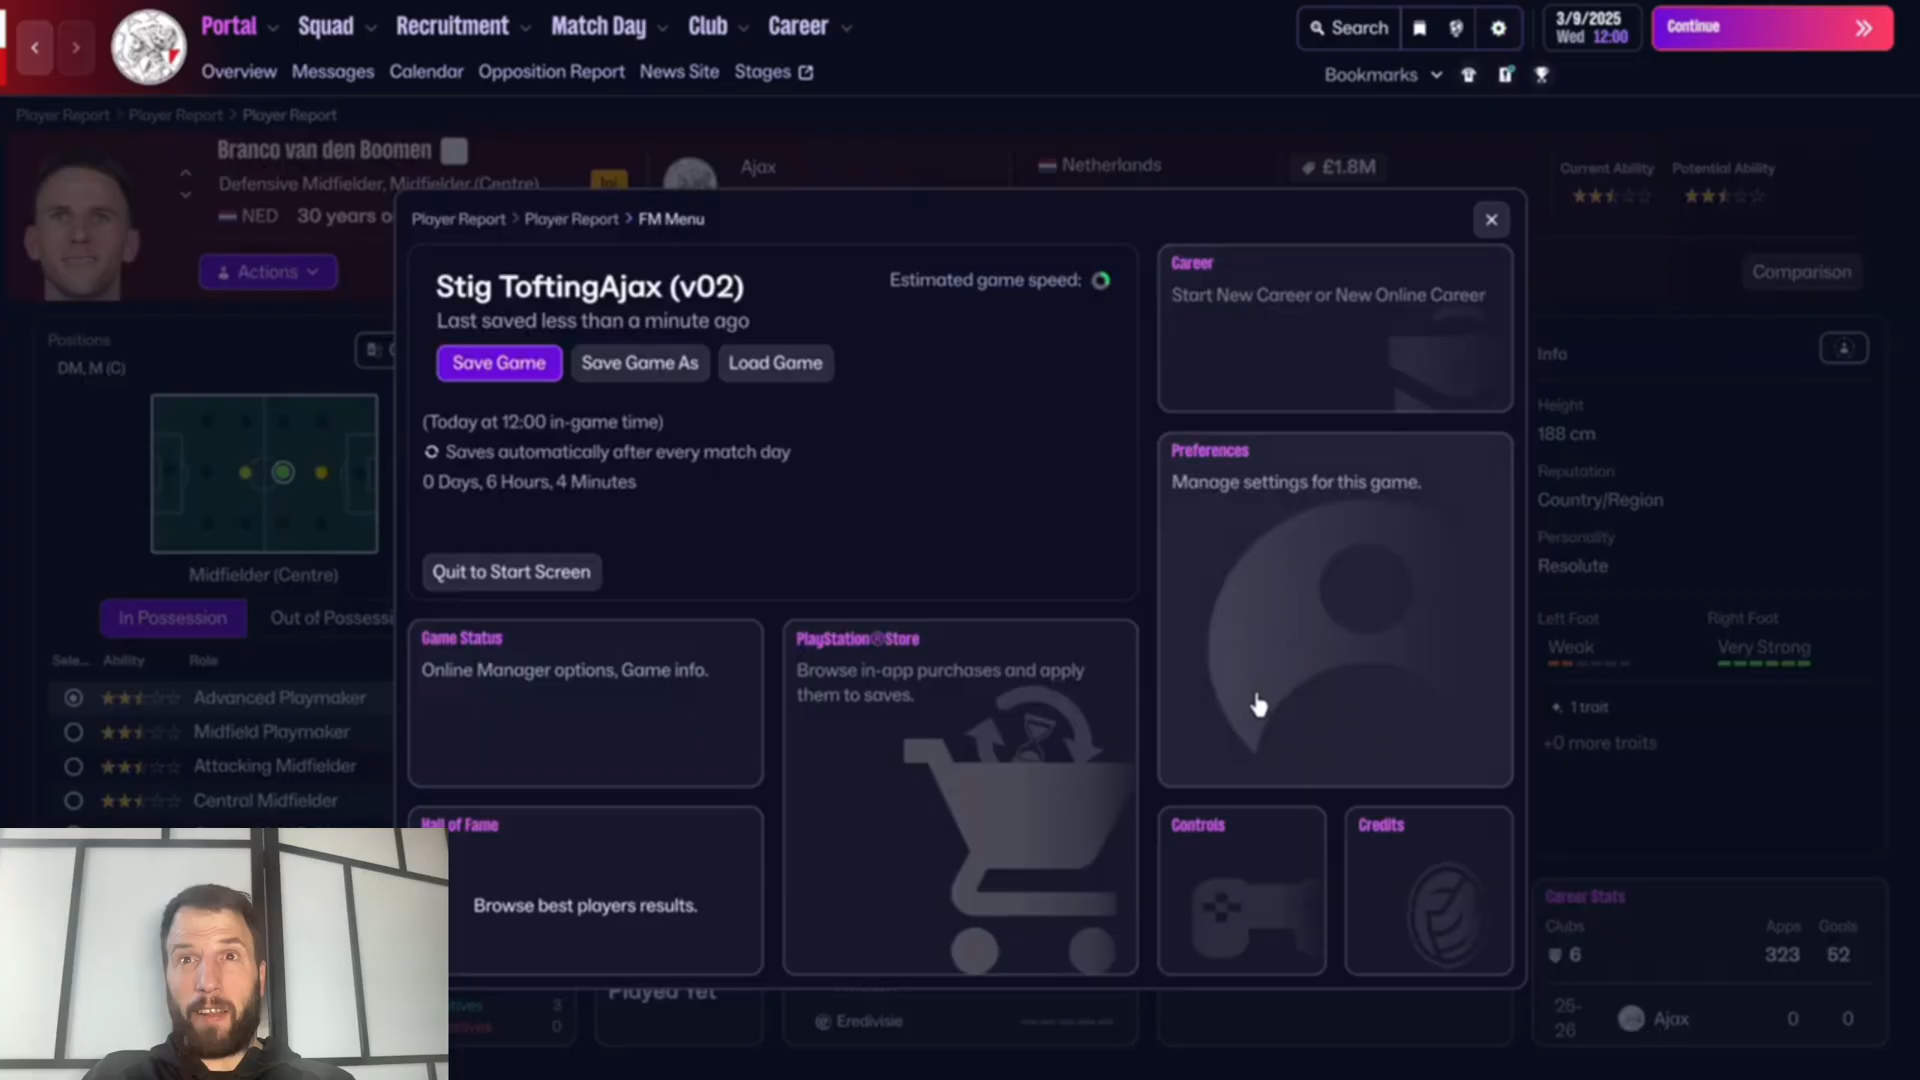 Portal
Squad
Recruitment
Match Day
Club
Career
Search
3/9/2025
Wed 12:00
Continue
Overview
Messages
Calendar
Opposition Report
News Site
Stages
Bookmarks
Player Report > Player Report > Player Report
Branco van den Boomen
Defensive Midfielder, Midfielder (Centre)
NED
30 years o
Actions
Inj
Ajax
Netherlands
£1.8M
Current Ability
Potential Ability
Comparison
Player Report > Player Report > FM Menu
Stig ToftingAjax (v02)
Estimated game speed:
Last saved less than a minute ago
Save Game
Save Game As
Load Game
(Today at 12:00 in-game time)
Saves automatically after every match day
0 Days, 6 Hours, 4 Minutes
Quit to Start Screen
Career
Start New Career or New Online Career
Preferences
Manage settings for this game.
Game Status
Online Manager options, Game info.
PlayStation®Store
Browse in-app purchases and apply
them to saves.
Hall of Fame
Browse best players results.
Controls
Credits
Positions
DM, M (C)
Midfielder (Centre)
In Possession
Out of Possessi
Sele...
Ability
Role
Advanced Playmaker
Midfield Playmaker
Attacking Midfielder
Central Midfielder
Info
Height
188 cm
Reputation
Country/Region
Personality
Resolute
Left Foot
Right Foot
Weak
Very Strong
1 trait
+0 more traits
Career Stats
Clubs
Apps
Goals
6
323
52
25-
26
Ajax
0
0
3
0
Played Yet
Eredivisie